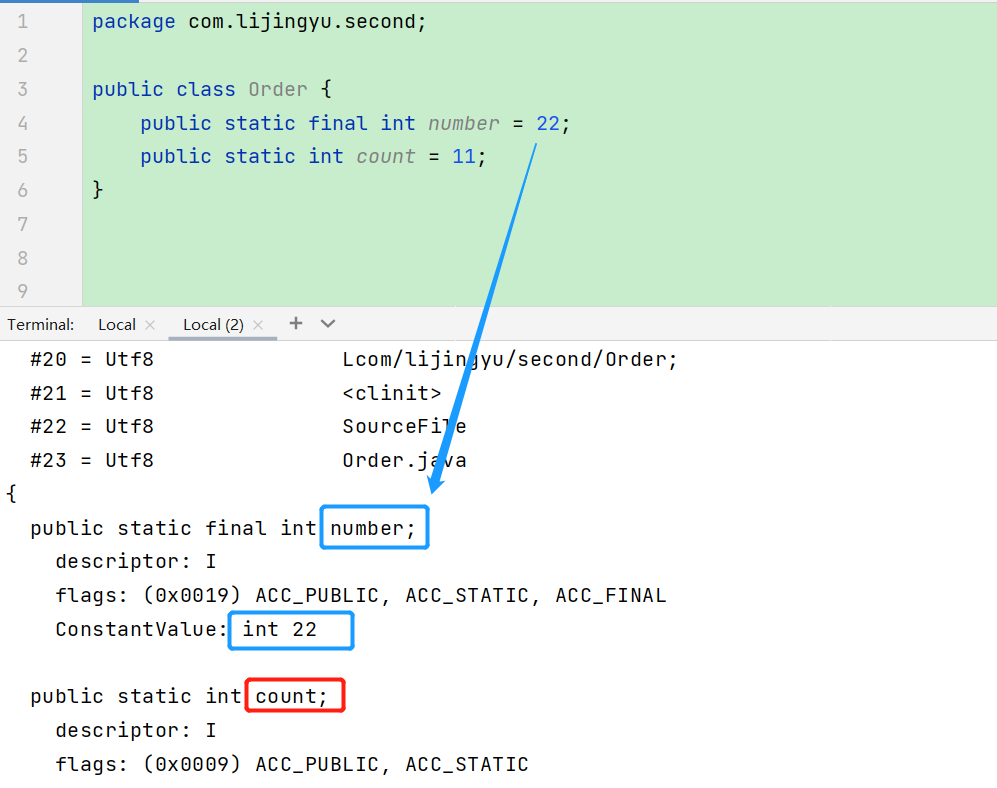 1 package com.lijingyu.second;
2
3 public class Order {
4 public static final int number = 22;
5 public static int count = 11;
6 }
7
8
9
Terminal: Local × Local (2) × +
#20 = Utf8 Lcom/lijingyu/second/Order;
#21 = Utf8 <clinit>
#22 = Utf8 SourceFile
#23 = Utf8 Order.java
{
public static final int number;
descriptor: I
flags: (0x0019) ACC_PUBLIC, ACC_STATIC, ACC_FINAL
ConstantValue: int 22
public static int count;
descriptor: I
flags: (0x0009) ACC_PUBLIC, ACC_STATIC